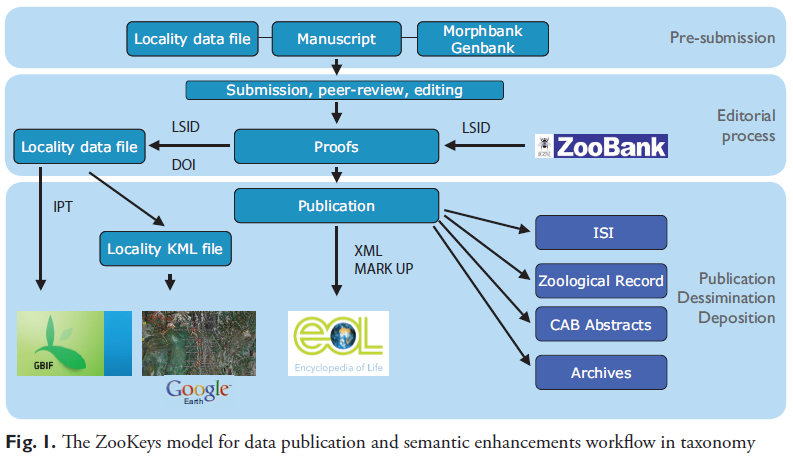 Locality data file
Manuscript
Morphbank
Genbank
Pre-submission
Submission, peer-review, editing
Editorial
process
LSID
LSID
Locality data file
Proofs
ZooBank
DOI
IPT
Publication
Locality KML file
XML
MARK UP
ISI
Zoological Record
CAB Abstracts
Archives
Publication
Dessimination
Deposition
GBIF
Google
Earth
eOL
Encyclopedia of Life
Fig. 1. The ZooKeys model for data publication and semantic enhancements workflow in taxonomy